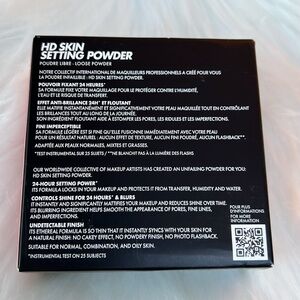 HD SKIN
SETTING POWDER
POUDRE LIBRE · LOOSE POWDER
NOTRE COLLECTIF INTERNATIONAL DE MAQUILLEURS PROFESSIONNELS A CRÉÉ POUR VOUS
LA POUDRE INFAILLIBLE : HD SKIN SETTING POWDER.
POUVOIR FIXANT 24 HEURES*
SA FORMULE FIXE VOTRE MAQUILLAGE POUR LE PROTÉGER CONTRE L'HUMIDITÉ,
L'EAU ET LE RISQUE DE TRANSFERT.
EFFET ANTI-BRILLANCE 24H* ET FLOUTANT
ELLE MATIFIE INSTANTANÉMENT ET SIGNIFICATIVEMENT VOTRE PEAU MAQUILLÉE TOUT EN CONTRÔLANT
LES BRILLANCES TOUT AU LONG DE LA JOURNÉE.
SON INGRÉDIENT FLOUTANT AIDE À ESTOMPER LES PORES, LES RIDULES ET LES IMPERFECTIONS.
FINI IMPERCEPTIBLE
SA FORMULE LÉGÈRE EST SI FINE QU'ELLE FUSIONNE IMMÉDIATEMENT AVEC VOTRE PEAU
POUR UN RÉSULTAT NATUREL. AUCUN EFFET DE TEXTURE, AUCUN FINI POUDRÉ, AUCUN FLASHBACK**.
ADAPTÉE AUX PEAUX NORMALES, MIXTES ET GRASSES.
*TEST INSTRUMENTAL SUR 25 SUJETS / **NE BLANCHIT PAS À LA LUMIÈRE DES FLASHS
OUR WORLDWIDE COLLECTIVE OF MAKEUP ARTISTS HAS CREATED AN UNFAILING POWDER FOR YOU:
HD SKIN SETTING POWDER.
24-HOUR SETTING POWER*
ITS FORMULA LOCKS IN YOUR MAKEUP AND PROTECTS IT FROM TRANSFER, HUMIDITY AND WATER.
CONTROLS SHINE FOR 24 HOURS* & BLURS
IT INSTANTLY AND SIGNIFICANTLY MATTIFIES YOUR MAKEUP AND REDUCES SHINE OVER TIME.
ITS BLURRING INGREDIENT HELPS SMOOTH THE APPEARANCE OF PORES, FINE LINES,
AND IMPERFECTIONS.
UNDETECTABLE FINISH
ITS ETHEREAL FORMULA IS SO THIN THAT IT INSTANTLY SYNCS WITH YOUR SKIN FOR
A NATURAL FINISH: NO CAKEY EFFECT, NO POWDERY FINISH, NO PHOTO FLASHBACK.
SUITABLE FOR NORMAL, COMBINATION, AND OILY SKIN.
*INSTRUMENTAL TEST ON 25 SUBJECTS
POUR PLUS
D'INFORMATIONS
FOR MORE
INFORMATION